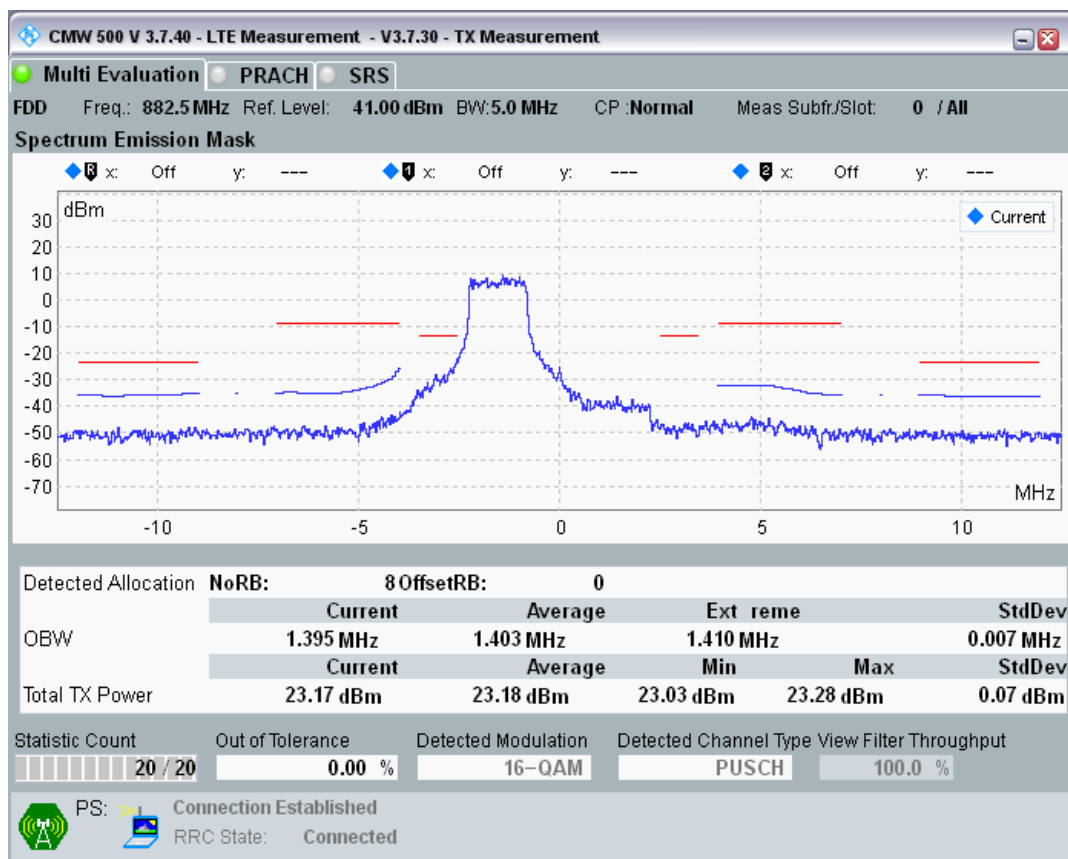 CMW 500 V 3.7.40 - LTE Measurement - V3.7.30 - TX Measurement
Multi Evaluation PRACH SRS
FDD Freq.: 882.5 MHz Ref. Level: 41.00 dBm BW:5.0 MHz CP :Normal Meas Subfr./Slot: 0 / All
Spectrum Emission Mask
R x: Off y: --- 1 x: Off y: --- 2 x: Off y: ---
dBm
Current
30
20
10
0
-10
-20
-30
-40
-50
-60
-70
MHz
-10 -5 0 5 10
Detected Allocation NoRB: 8 OffsetRB: 0
Current Average Ext reme StdDev
OBW 1.395 MHz 1.403 MHz 1.410 MHz 0.007 MHz
Current Average Min Max StdDev
Total TX Power 23.17 dBm 23.18 dBm 23.03 dBm 23.28 dBm 0.07 dBm
Statistic Count Out of Tolerance Detected Modulation Detected Channel Type View Filter Throughput
20 / 20 0.00 % 16-QAM PUSCH 100.0 %
PS: Connection Established
RRC State: Connected